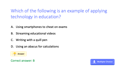 Which of the following is an example of applying
technology in education?
A. Using smartphones to cheat on exams
B. Streaming educational videos
C. Writing with a quill pen
D. Using an abacus for calculations
Correct answer: B